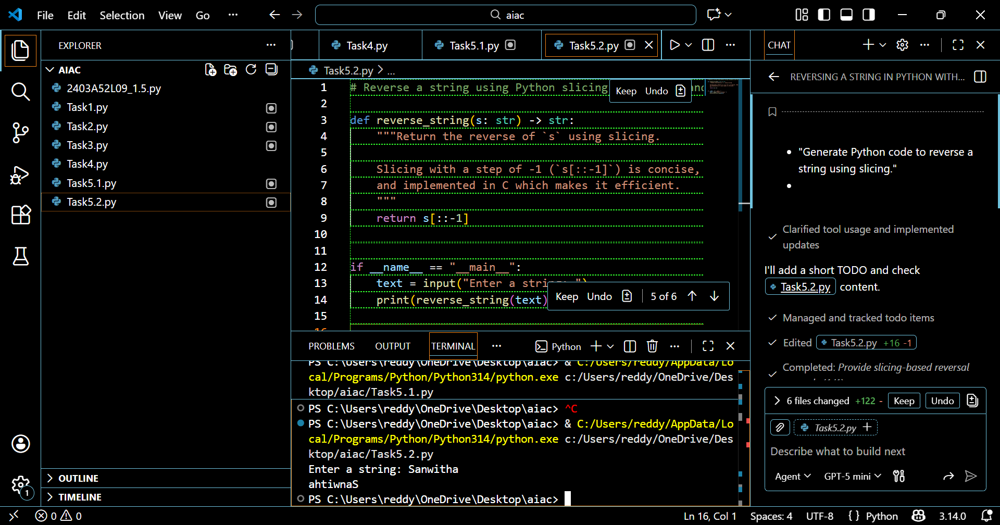 File Edit Selection View Go ...
aiac
EXPLORER
AIAC
2403A52L09_1.5.py
Task1.py
Task2.py
Task3.py
Task4.py
Task5.1.py
Task5.2.py
OUTLINE
TIMELINE
Task4.py
Task5.1.py
Task5.2.py
Task5.2.py > ...
1 # Reverse a string using Python slicing
2
3 def reverse_string(s: str) -> str:
4 """Return the reverse of `s` using slicing.
5
6 Slicing with a step of -1 (`s[::-1]`) is concise,
7 and implemented in C which makes it efficient.
8 """
9 return s[::-1]
10
11
12 if __name__ == "__main__":
13 text = input("Enter a string: ")
14 print(reverse_string(text)
15
16
Keep Undo
Keep Undo 5 of 6
PROBLEMS OUTPUT TERMINAL ...
Python
PS C:\Users\reddy\OneDrive\Desktop\aiac> & C:/Users/reddy/AppData/Lo
cal/Programs/Python/Python314/python.exe c:/Users/reddy/OneDrive/Des
ktop/aiac/Task5.1.py
PS C:\Users\reddy\OneDrive\Desktop\aiac> ^C
PS C:\Users\reddy\OneDrive\Desktop\aiac> & C:/Users/reddy/AppData/Lo
cal/Programs/Python/Python314/python.exe c:/Users/reddy/OneDrive/Des
ktop/aiac/Task5.2.py
Enter a string: Sanwitha
ahtiwnaS
PS C:\Users\reddy\OneDrive\Desktop\aiac>
CHAT
REVERSING A STRING IN PYTHON WITH...
• "Generate Python code to reverse a
string using slicing."
•
Clarified tool usage and implemented
updates
I'll add a short TODO and check
Task5.2.py content.
Managed and tracked todo items
Edited Task5.2.py +16 -1
Completed: Provide slicing-based reversal
6 files changed +122 - Keep Undo
Task5.2.py +
Describe what to build next
Agent GPT-5 mini
1
0 0
Ln 16, Col 1 Spaces: 4 UTF-8 {} Python 3.14.0